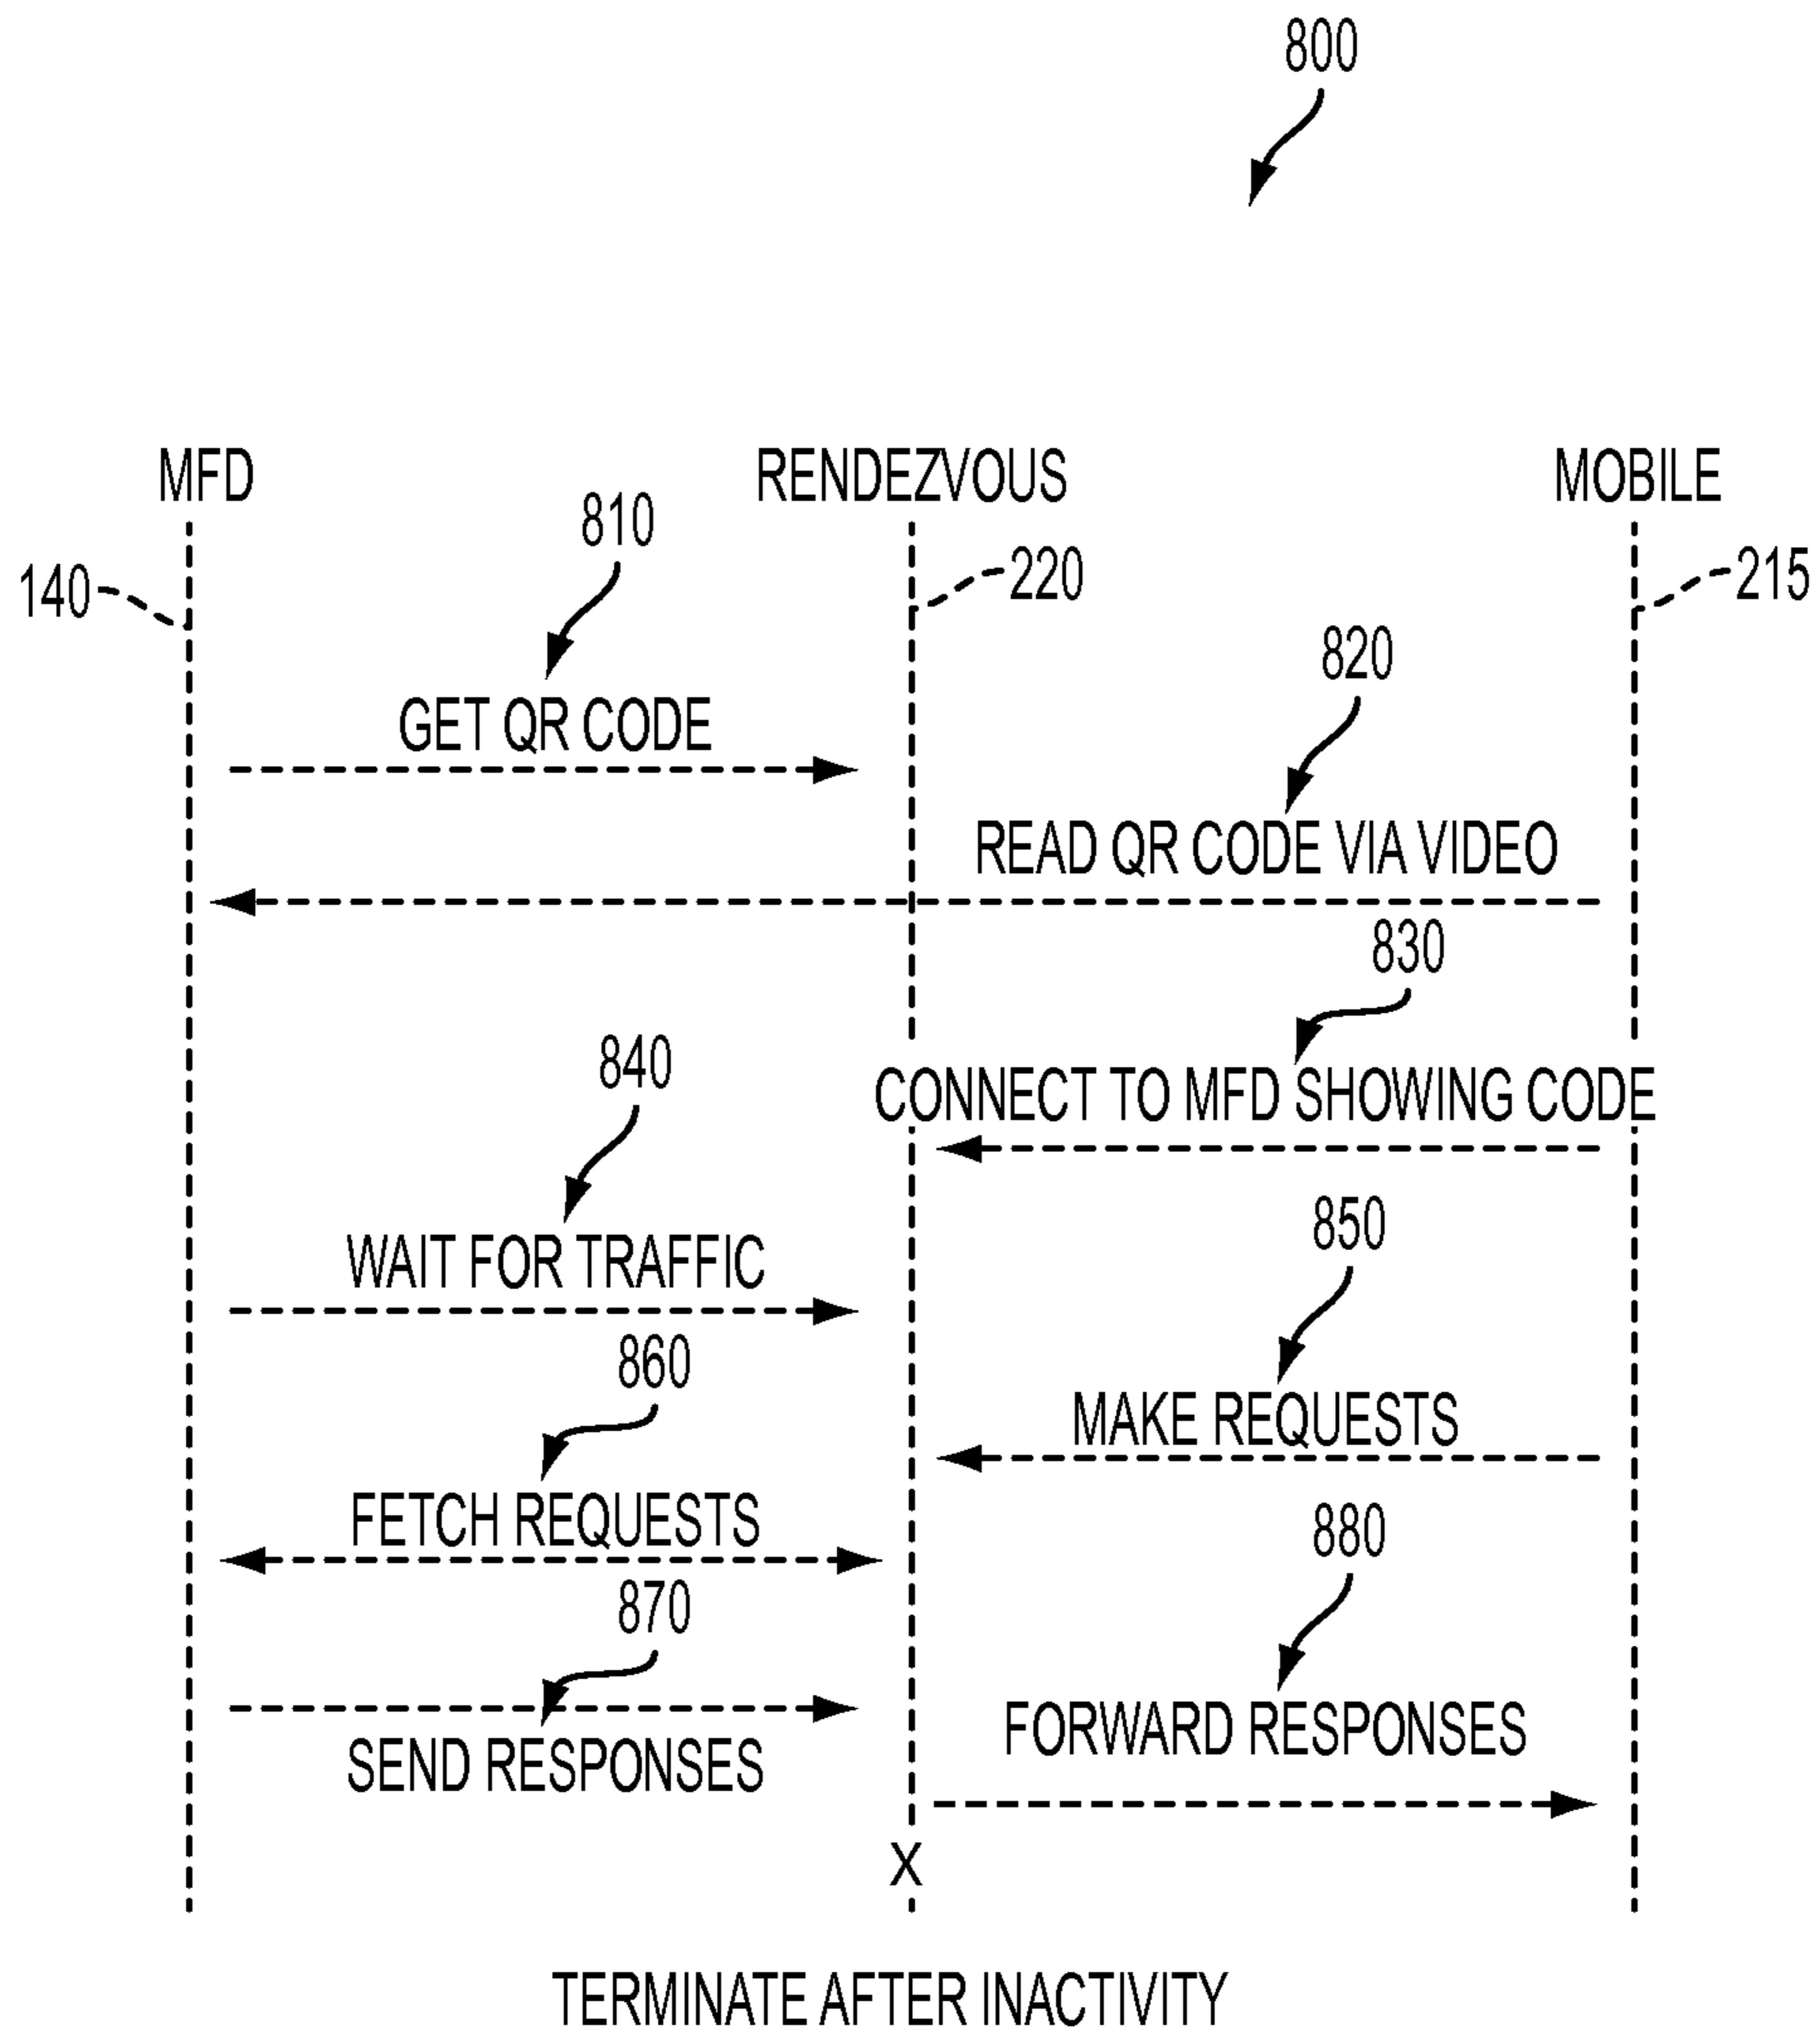 800
MFD
RENDEZVOUS
MOBILE
810
140
220
215
820
GET QR CODE
READ QR CODE VIA VIDEO
830
840
CONNECT TO MFD SHOWING CODE
850
WAIT FOR TRAFFIC
860
MAKE REQUESTS
FETCH REQUESTS
880
870
FORWARD RESPONSES
SEND RESPONSES
X
TERMINATE AFTER INACTIVITY